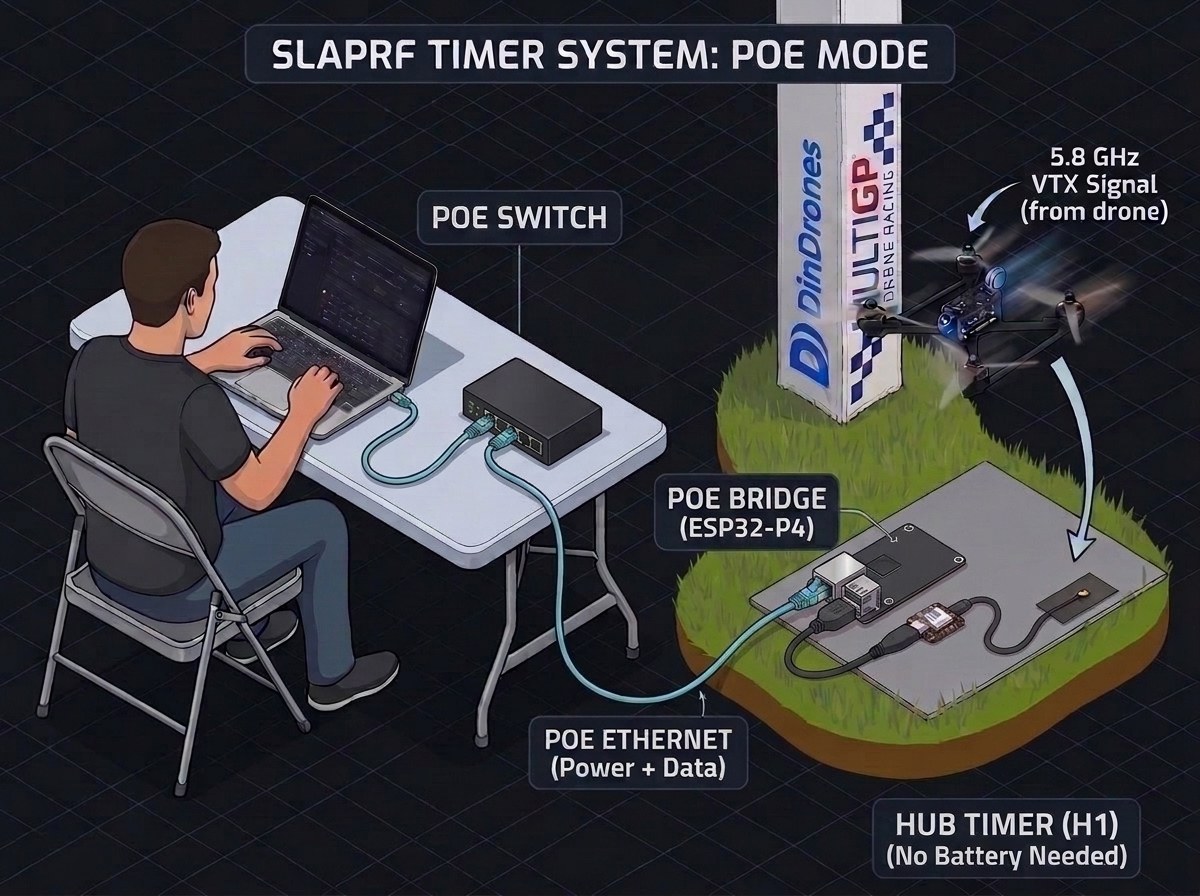 SLAPRF TIMER SYSTEM: POE MODE
5.8 GHz
VTX Signal
(from drone)
POE SWITCH
DinDrones
MULTIGP
DRONE RACING
POE BRIDGE
(ESP32-P4)
POE ETHERNET
(Power + Data)
HUB TIMER (H1)
(No Battery Needed)